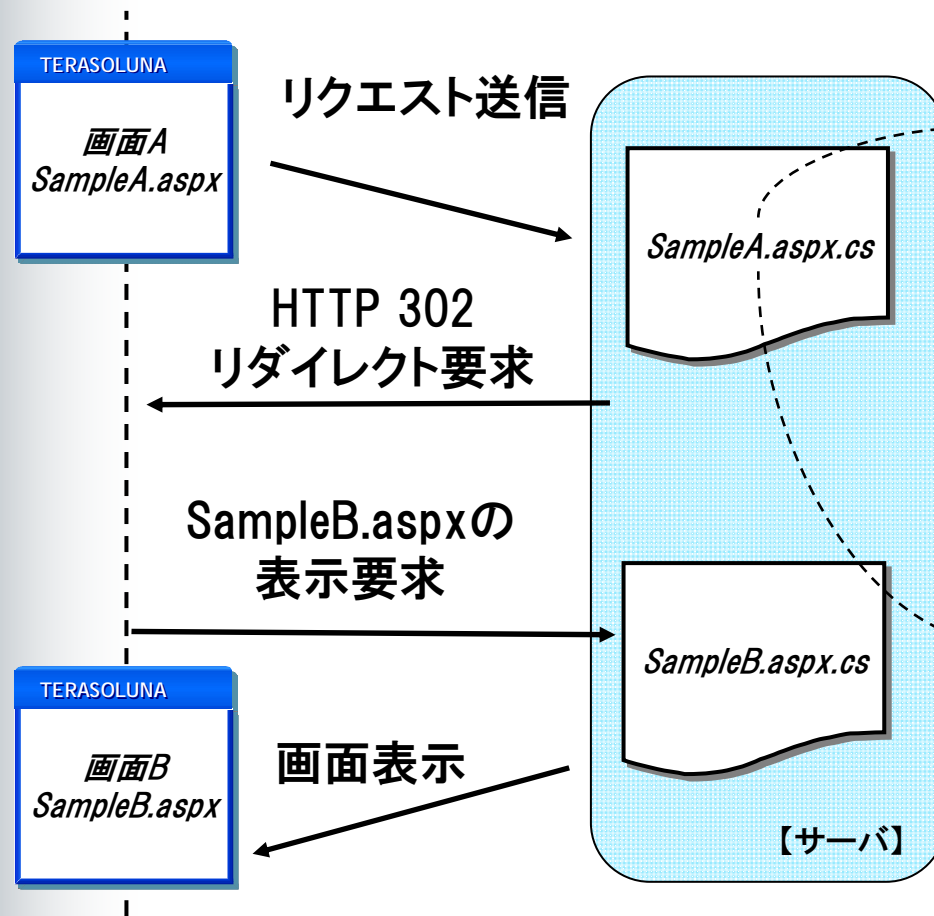 TERASOLUNA
画面A
SampleA.aspx
リクエスト送信
SampleA.aspx.cs
HTTP 302
リダイレクト要求
SampleB.aspxの
表示要求
SampleB.aspx.cs
TERASOLUNA
画面B
SampleB.aspx
画面表示
【サーバ】